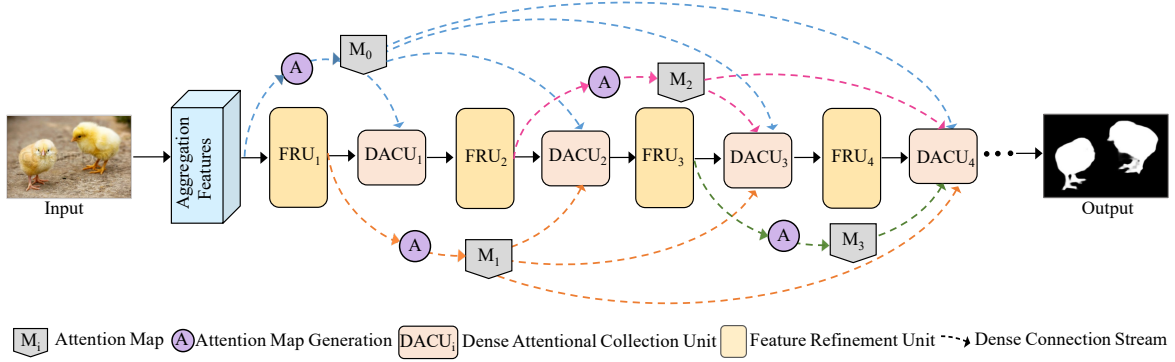 M₀
A
A
M₂
Aggregation
Features
FRU₁
DACU₁
FRU₂
DACU₂
FRU₃
DACU₃
FRU₄
DACU₄
Input
Output
A
M₁
A
M₃
Mᵢ Attention Map A Attention Map Generation DACUᵢ Dense Attentional Collection Unit Feature Refinement Unit Dense Connection Stream